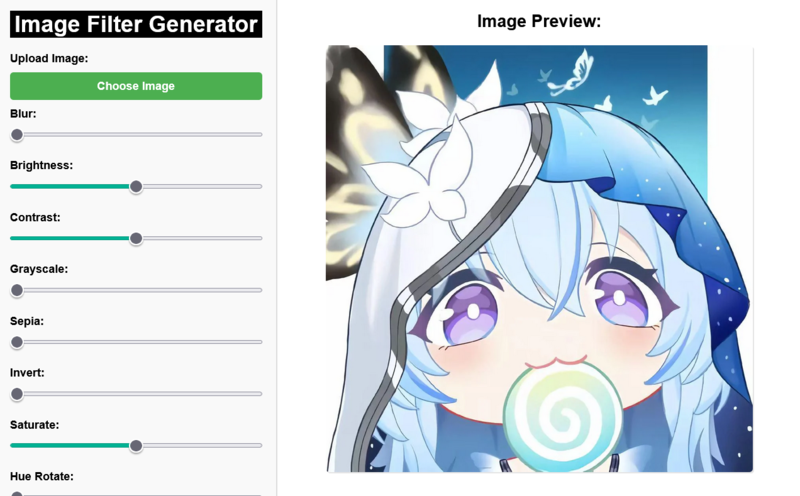 Image Filter Generator
Upload Image:
Choose Image
Blur:
Brightness:
Contrast:
Grayscale:
Sepia:
Invert:
Saturate:
Hue Rotate:
Image Preview: